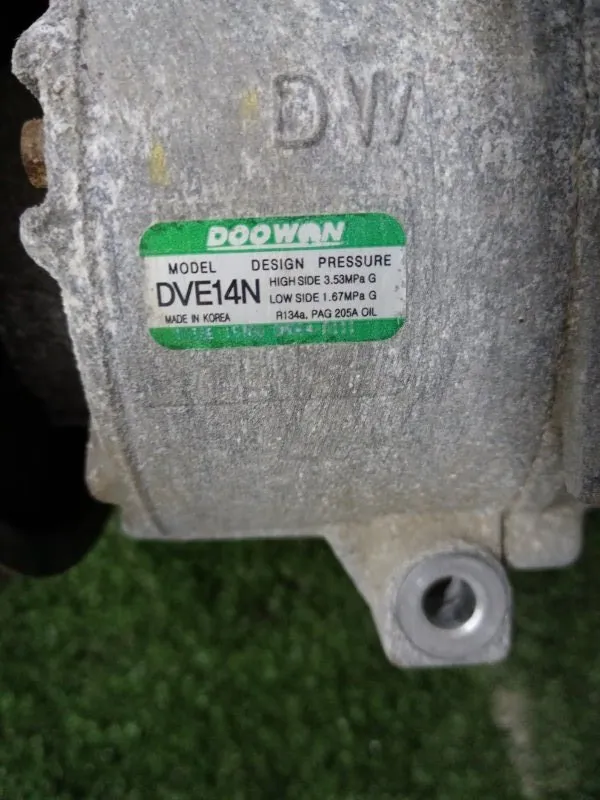 DW
DOOWON
MODEL DESIGN PRESSURE
DVE14N HIGH SIDE 3.53MPa G
LOW SIDE 1.67MPa G
MADE IN KOREA R134a, PAG 205A OIL